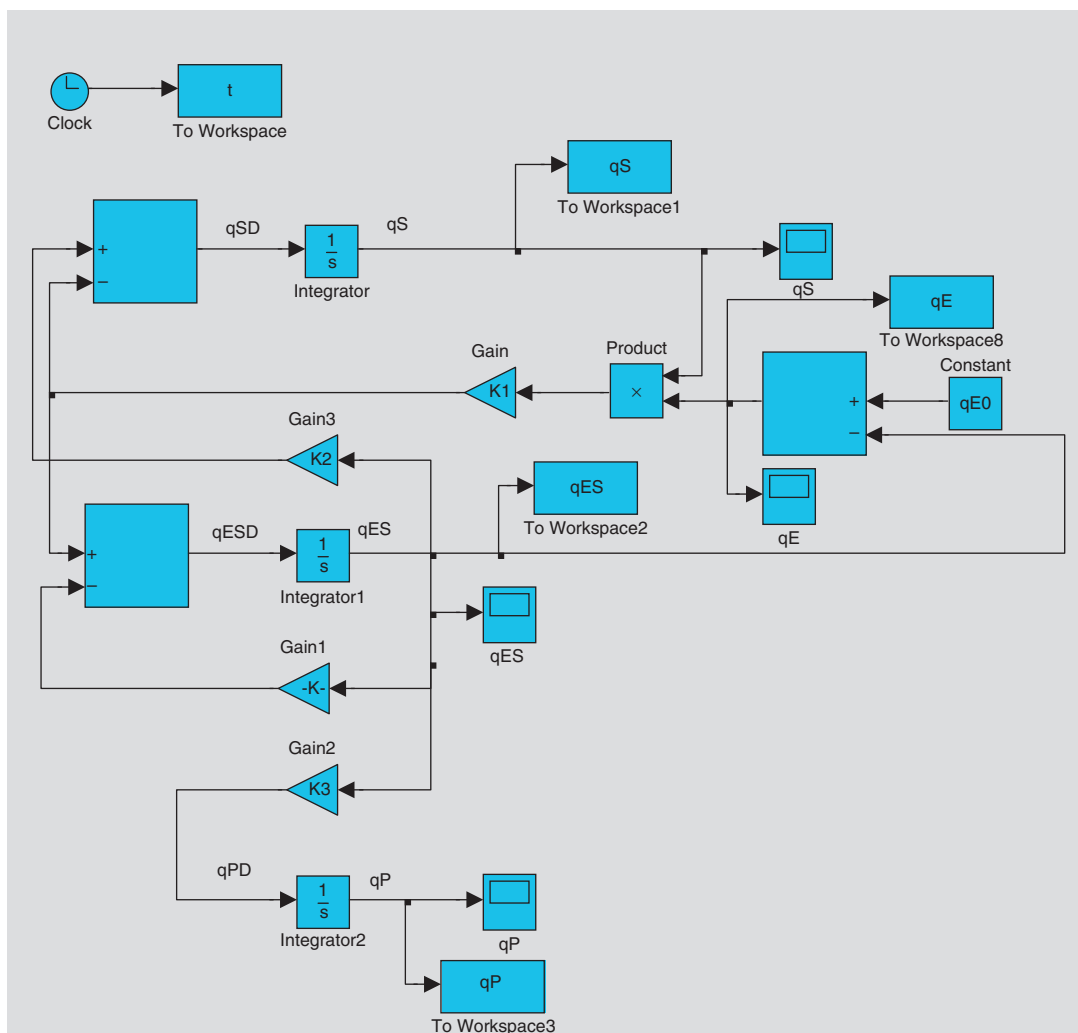 t
Clock
To Workspace
qS
To Workspace1
+
−
qSD
1
s
Integrator
qS
qS
qE
To Workspace8
Gain
K1
Product
×
Constant
qE0
+
−
Gain3
K2
qES
To Workspace2
qE
+
−
qESD
1
s
Integrator1
qES
qES
Gain1
-K-
Gain2
K3
qPD
1
s
Integrator2
qP
qP
qP
To Workspace3